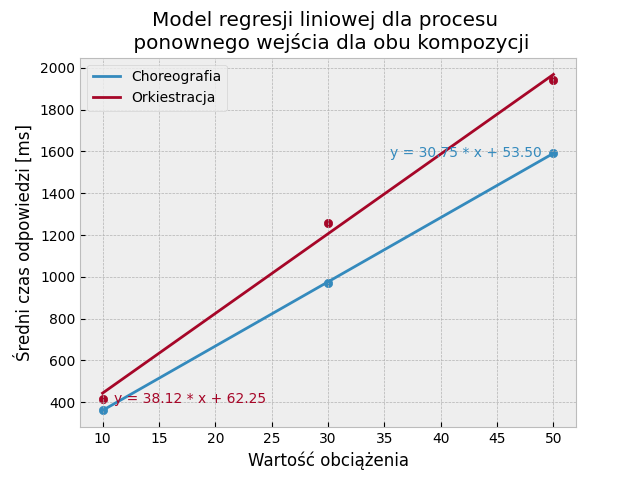 Model regresji liniowej dla procesu
ponownego wejścia dla obu kompozycji
Choreografia
Orkiestracja
y = 30.75 * x + 53.50
y = 38.12 * x + 62.25
Średni czas odpowiedzi [ms]
2000
1800
1600
1400
1200
1000
800
600
400
10 15 20 25 30 35 40 45 50
Wartość obciążenia